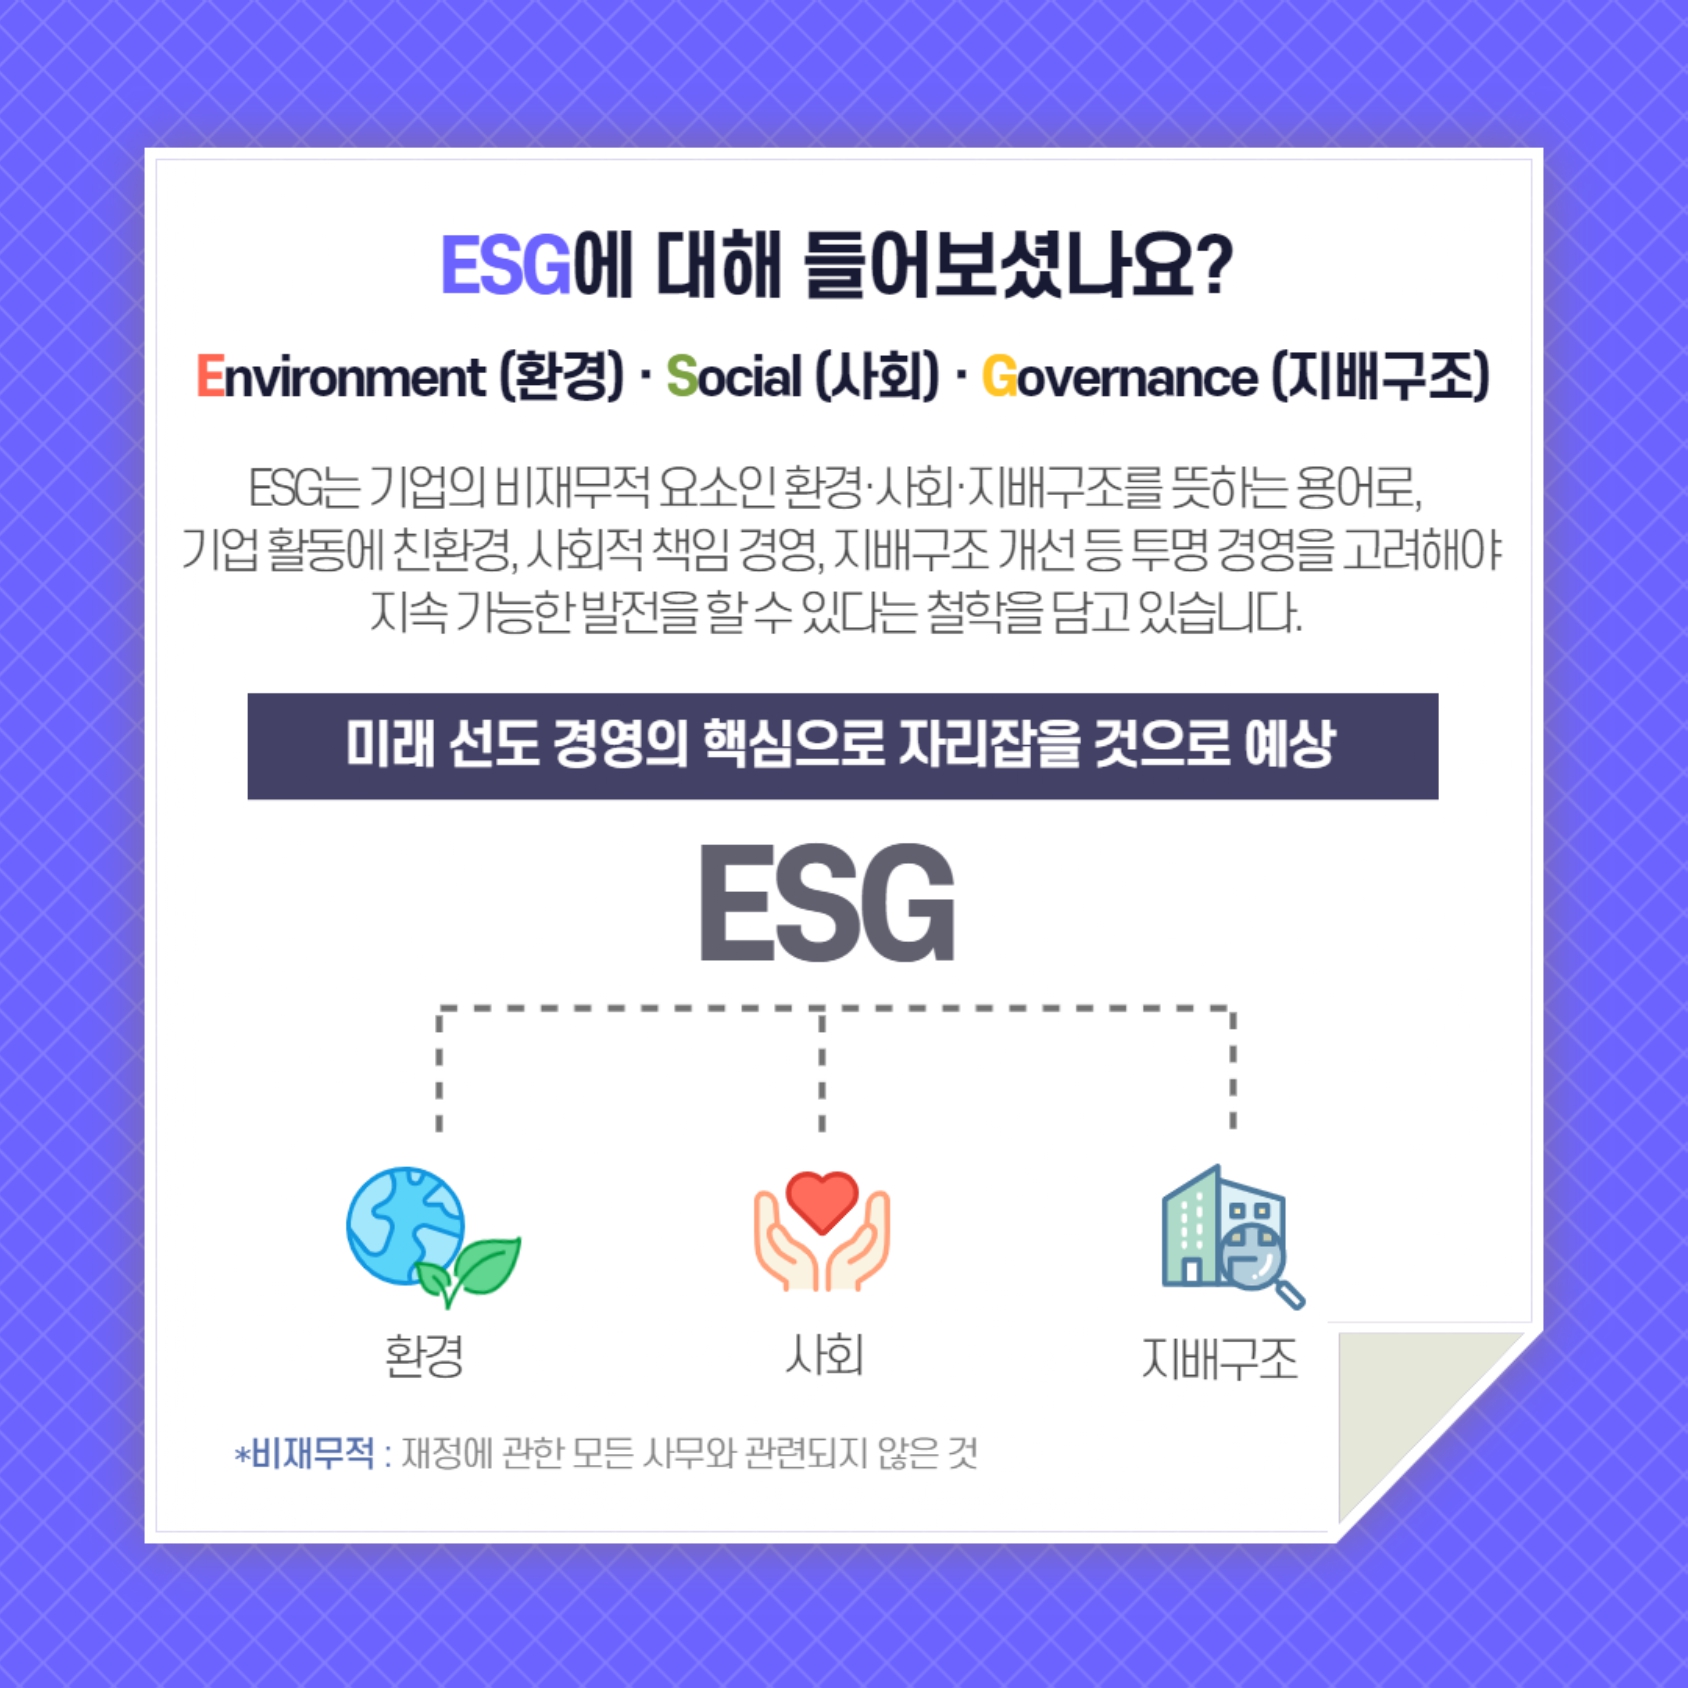 ESG에 대해 들어보셨나요?
Environment (환경) · Social (사회) · Governance (지배구조)
ESG는 기업의 비재무적 요소인 환경·사회·지배구조를 뜻하는 용어로,
기업 활동에 친환경, 사회적 책임 경영, 지배구조 개선 등 투명 경영을 고려해야
지속 가능한 발전을 할 수 있다는 철학을 담고 있습니다.
미래 선도 경영의 핵심으로 자리잡을 것으로 예상
ESG
환경
사회
지배구조
*비재무적 : 재정에 관한 모든 사무와 관련되지 않은 것